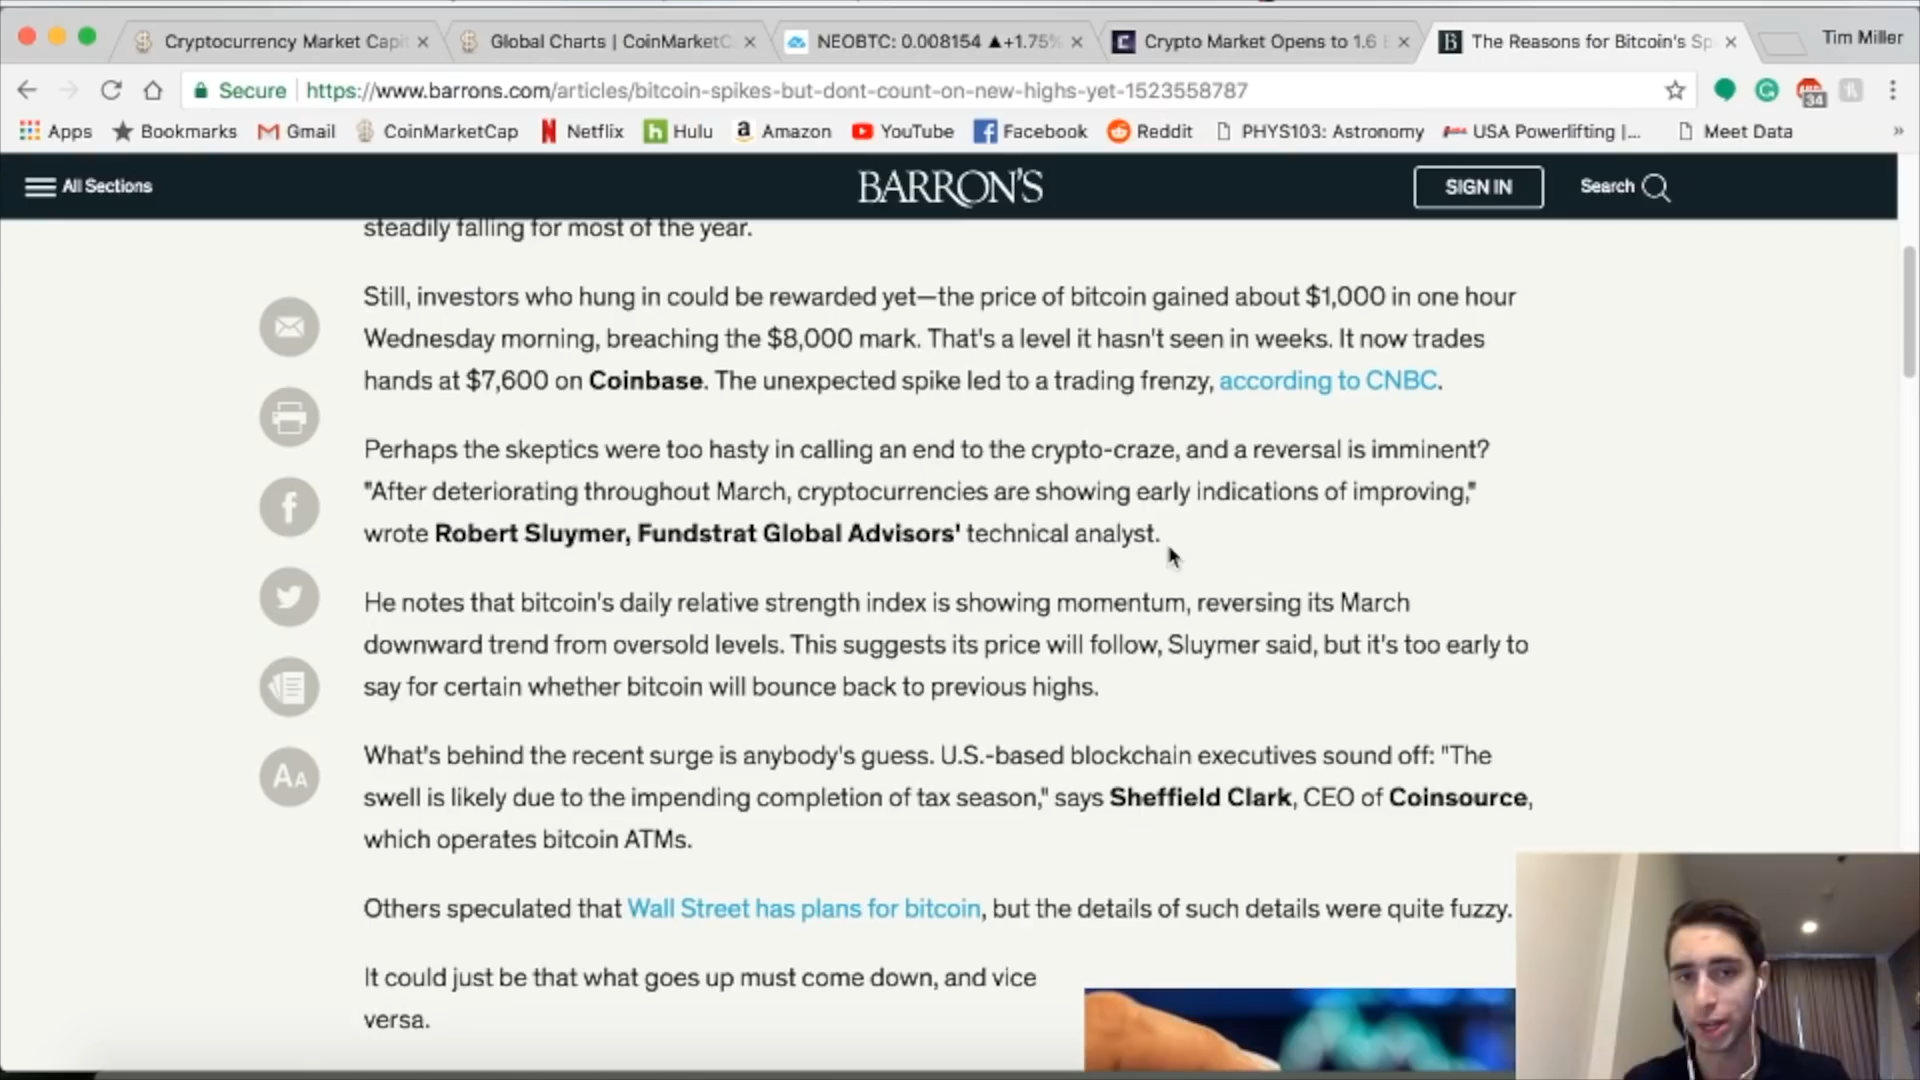 Cryptocurrency Market Capi
Global Charts | CoinMarketC
NEOBTC: 0.008154 ▲+1.75%
Crypto Market Opens to 1.6
The Reasons for Bitcoin's Sp
Tim Miller
Secure
https://www.barrons.com/articles/bitcoin-spikes-but-dont-count-on-new-highs-yet-1523558787
34
Apps
Bookmarks
Gmail
CoinMarketCap
Netflix
Hulu
Amazon
YouTube
Facebook
Reddit
PHYS103: Astronomy
USA Powerlifting |...
Meet Data
»
All Sections
BARRON'S
SIGN IN
Search
steadily falling for most of the year.
Still, investors who hung in could be rewarded yet—the price of bitcoin gained about $1,000 in one hour
Wednesday morning, breaching the $8,000 mark. That's a level it hasn't seen in weeks. It now trades
hands at $7,600 on Coinbase. The unexpected spike led to a trading frenzy, according to CNBC.
Perhaps the skeptics were too hasty in calling an end to the crypto-craze, and a reversal is imminent?
"After deteriorating throughout March, cryptocurrencies are showing early indications of improving,"
wrote Robert Sluymer, Fundstrat Global Advisors' technical analyst.
He notes that bitcoin's daily relative strength index is showing momentum, reversing its March
downward trend from oversold levels. This suggests its price will follow, Sluymer said, but it's too early to
say for certain whether bitcoin will bounce back to previous highs.
AA
What's behind the recent surge is anybody's guess. U.S.-based blockchain executives sound off: "The
swell is likely due to the impending completion of tax season," says Sheffield Clark, CEO of Coinsource,
which operates bitcoin ATMs.
Others speculated that Wall Street has plans for bitcoin, but the details of such details were quite fuzzy.
It could just be that what goes up must come down, and vice
versa.